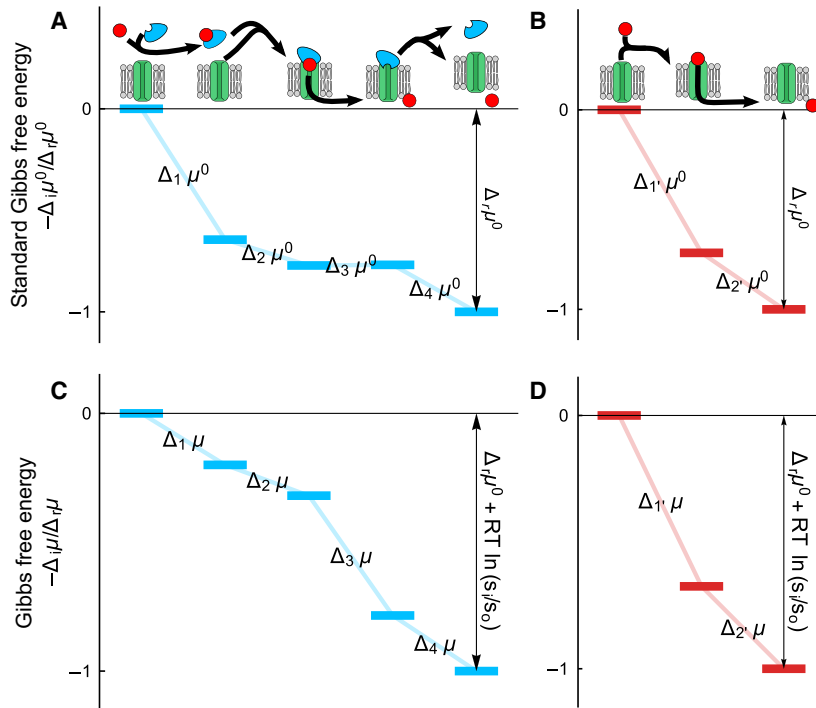 A
B
Standard Gibbs free energy
−Δᵢμ⁰/Δᵣμ⁰
0
−1
Δ₁ μ⁰
Δ₂ μ⁰
Δ₃ μ⁰
Δ₄ μ⁰
Δᵣμ⁰
0
−1
Δ₁' μ⁰
Δ₂' μ⁰
Δᵣμ⁰
C
D
Gibbs free energy
−Δᵢμ/Δᵣμ
0
−1
Δ₁ μ
Δ₂ μ
Δ₃ μ
Δ₄ μ
Δᵣμ⁰ + RT ln(sᵢ/sₒ)
0
−1
Δ₁' μ
Δ₂' μ
Δᵣμ⁰ + RT ln(sᵢ/sₒ)